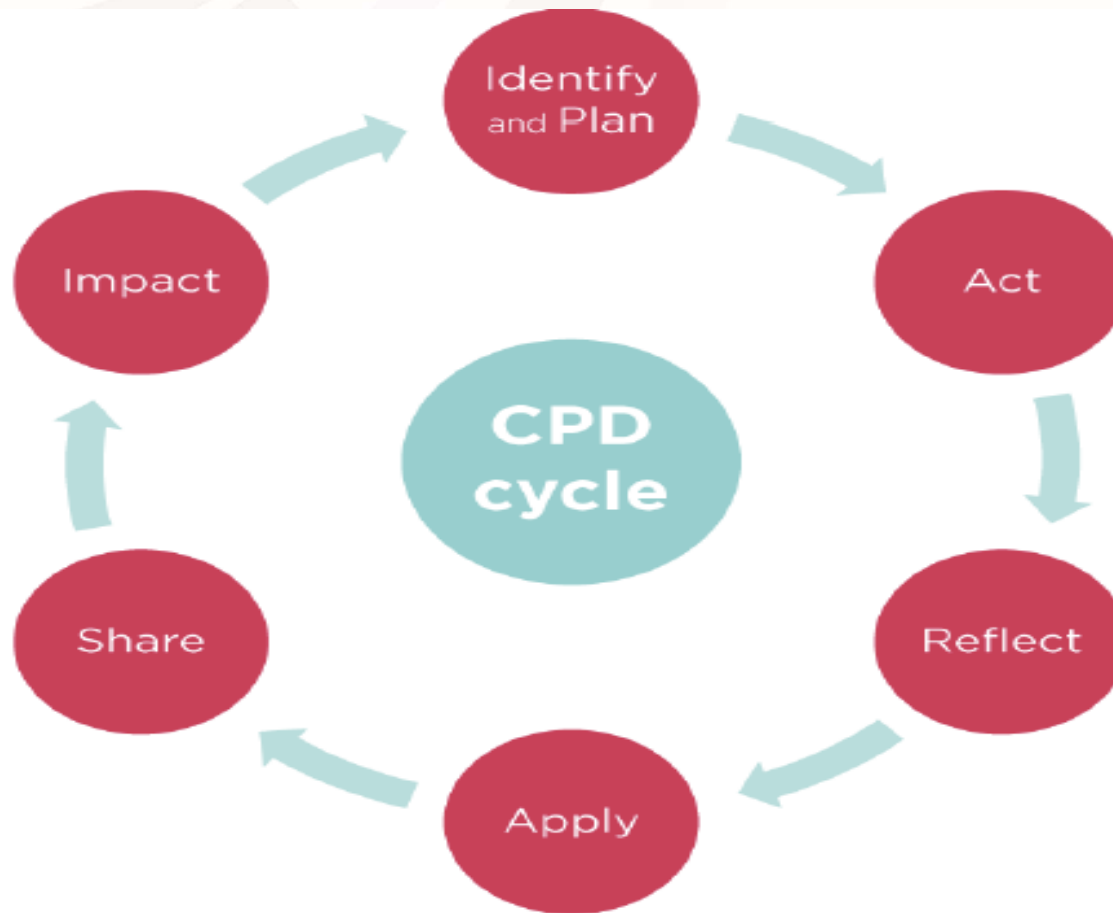 Identify
and Plan
Act
Reflect
Apply
Share
Impact
CPD
cycle